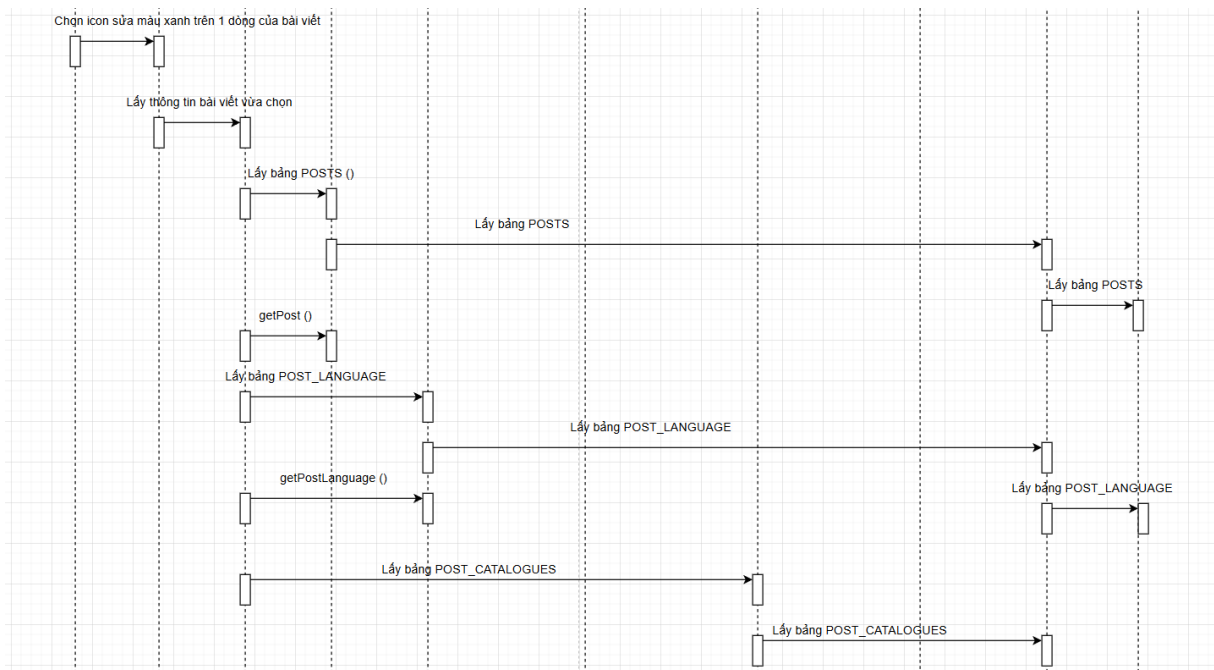 Chọn icon sửa màu xanh trên 1 dòng của bài viết
Lấy thông tin bài viết vừa chọn
Lấy bảng POSTS ()
Lấy bảng POSTS
Lấy bảng POSTS
getPost ()
Lấy bảng POST_LANGUAGE
Lấy bảng POST_LANGUAGE
getPostLanguage ()
Lấy bảng POST_LANGUAGE
Lấy bảng POST_CATALOGUES
Lấy bảng POST_CATALOGUES